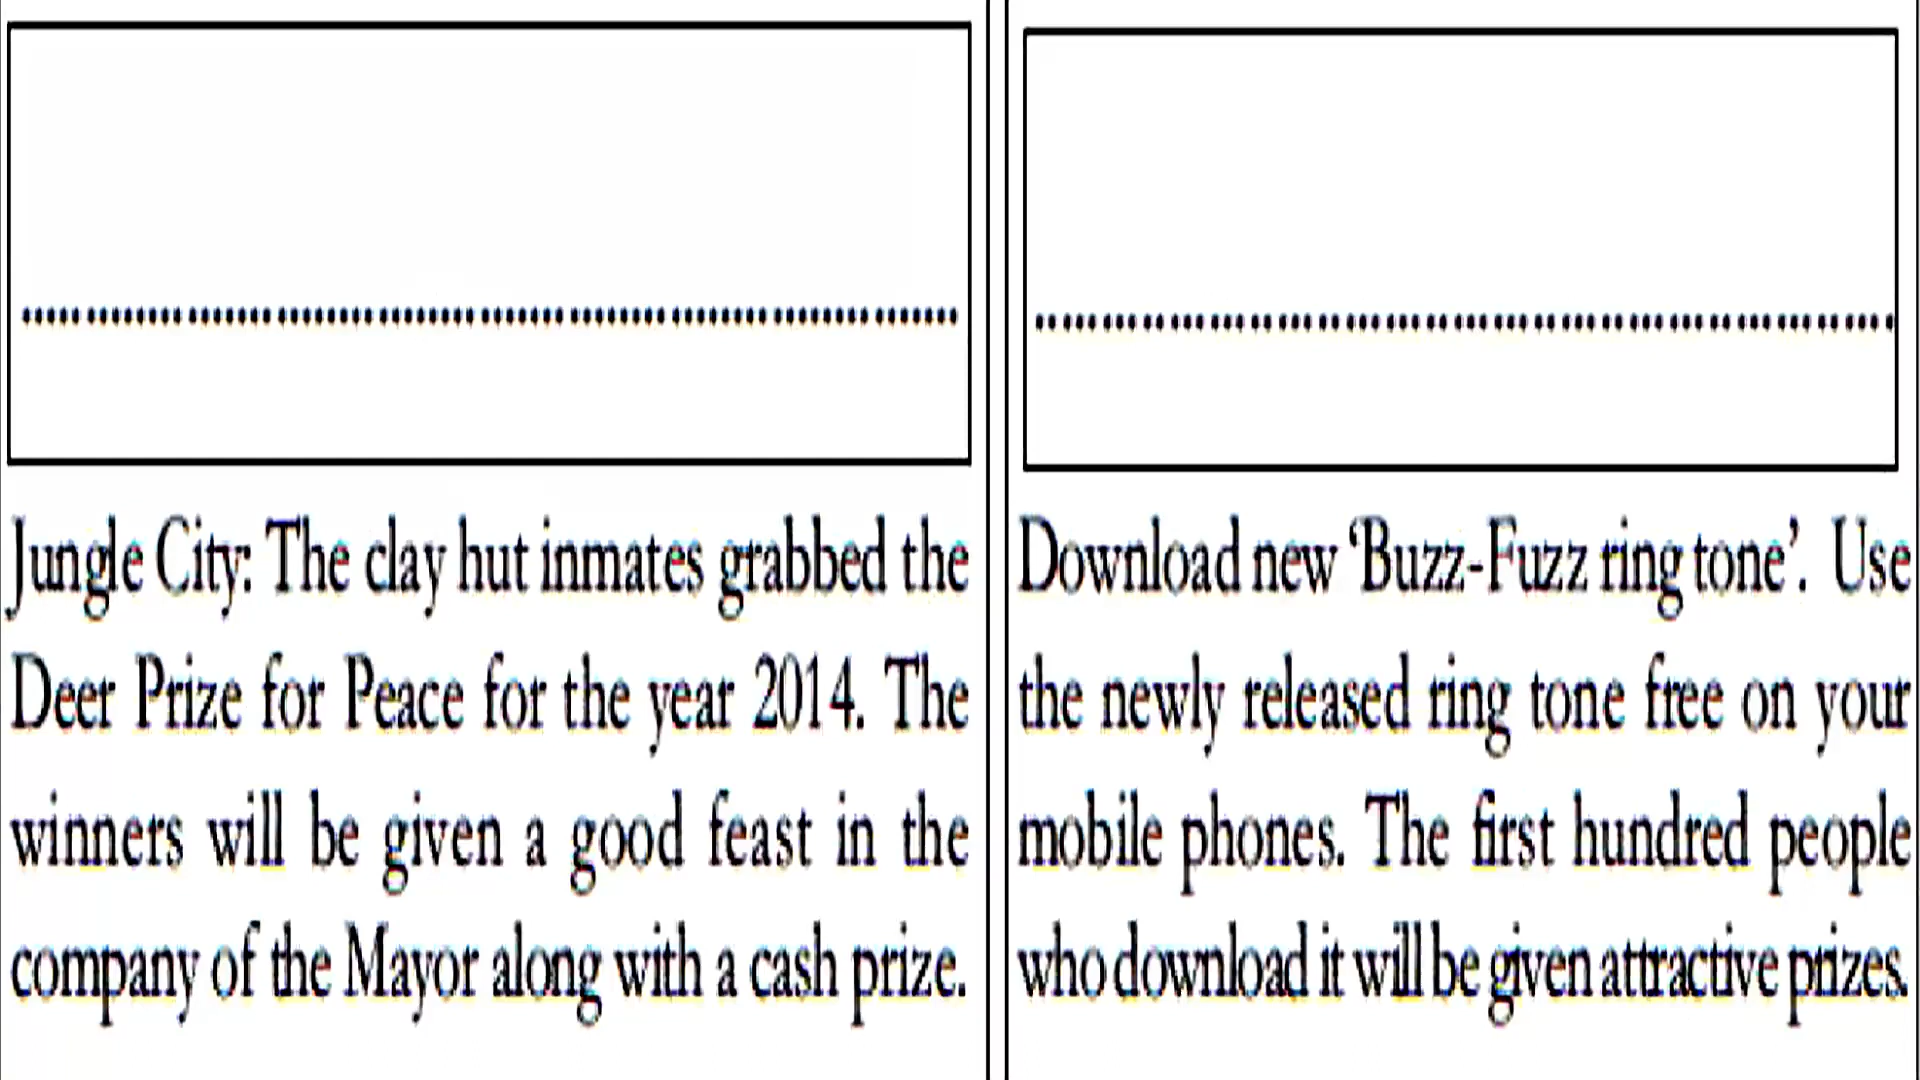 Jungle City: The clay hut inmates grabbed the
Deer Prize for Peace for the year 2014. The
winners will be given a good feast in the
company of the Mayor along with a cash prize.
Download new ‘Buzz-Fuzz ring tone’. Use
the newly released ring tone free on your
mobile phones. The first hundred people
who download it will be given attractive prizes.